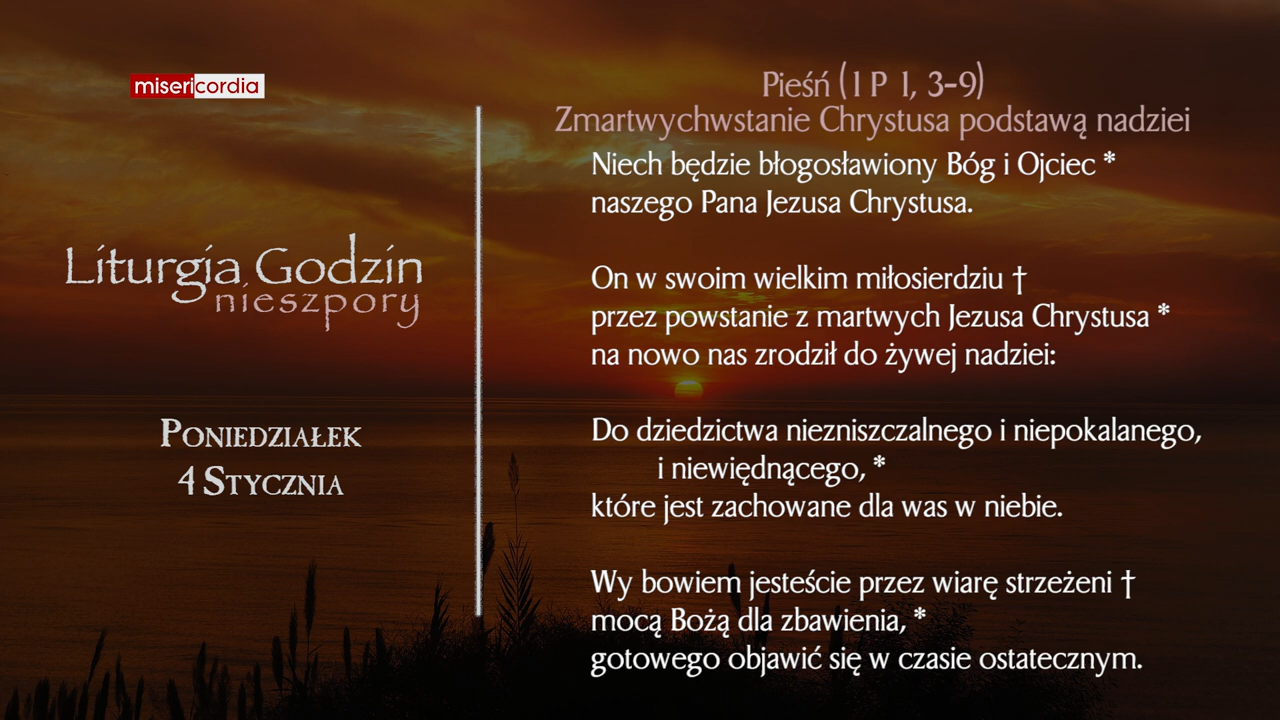 misericordia
Liturgia Godzin
nieszpory
Poniedziałek
4 Stycznia
Pieśń (1 P 1, 3-9)
Zmartwychwstanie Chrystusa podstawą nadziei
Niech będzie błogosławiony Bóg i Ojciec *
naszego Pana Jezusa Chrystusa.
On w swoim wielkim miłosierdziu †
przez powstanie z martwych Jezusa Chrystusa *
na nowo nas zrodził do żywej nadziei:
Do dziedzictwa niezniszczalnego i niepokalanego,
i niewiędnącego, *
które jest zachowane dla was w niebie.
Wy bowiem jesteście przez wiarę strzeżeni †
mocą Bożą dla zbawienia, *
gotowego objawić się w czasie ostatecznym.